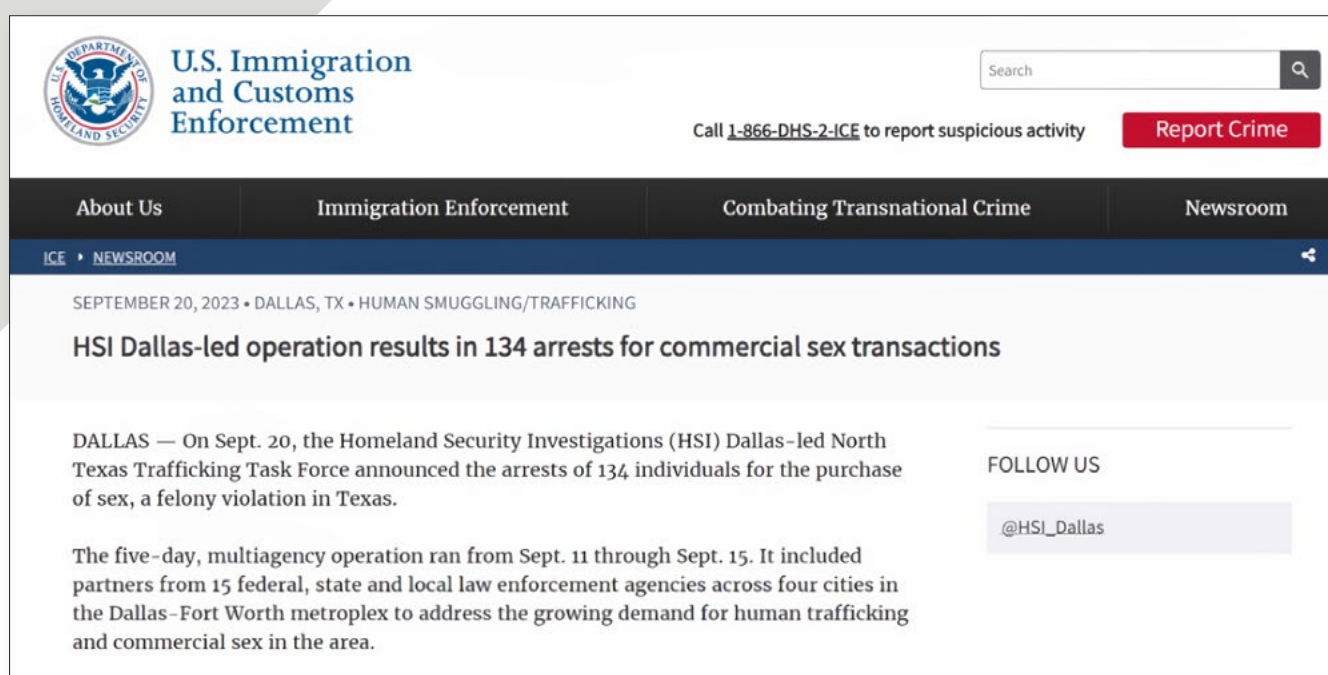 U.S. DEPARTMENT OF HOMELAND SECURITY
U.S. Immigration
and Customs
Enforcement
Search
Call 1-866-DHS-2-ICE to report suspicious activity
Report Crime
About Us
Immigration Enforcement
Combating Transnational Crime
Newsroom
ICE ‣ NEWSROOM
SEPTEMBER 20, 2023 • DALLAS, TX • HUMAN SMUGGLING/TRAFFICKING
HSI Dallas-led operation results in 134 arrests for commercial sex transactions
DALLAS — On Sept. 20, the Homeland Security Investigations (HSI) Dallas-led North
Texas Trafficking Task Force announced the arrests of 134 individuals for the purchase
of sex, a felony violation in Texas.
The five-day, multiagency operation ran from Sept. 11 through Sept. 15. It included
partners from 15 federal, state and local law enforcement agencies across four cities in
the Dallas-Fort Worth metroplex to address the growing demand for human trafficking
and commercial sex in the area.
FOLLOW US
@HSI_Dallas